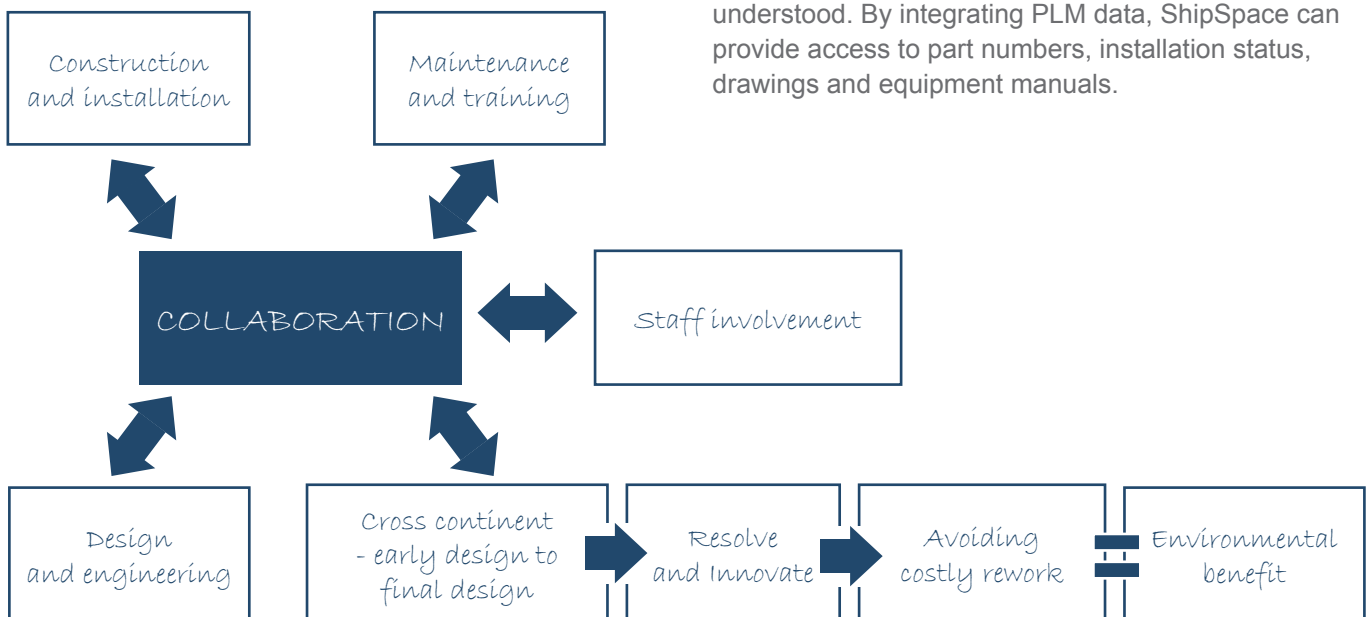 understood. By integrating PLM data, ShipSpace can
provide access to part numbers, installation status,
drawings and equipment manuals.
Construction
and installation
Maintenance
and training
COLLABORATION
Staff involvement
Design
and engineering
Cross continent
- early design to
final design
Resolve
and Innovate
Avoiding
costly rework
Environmental
benefit